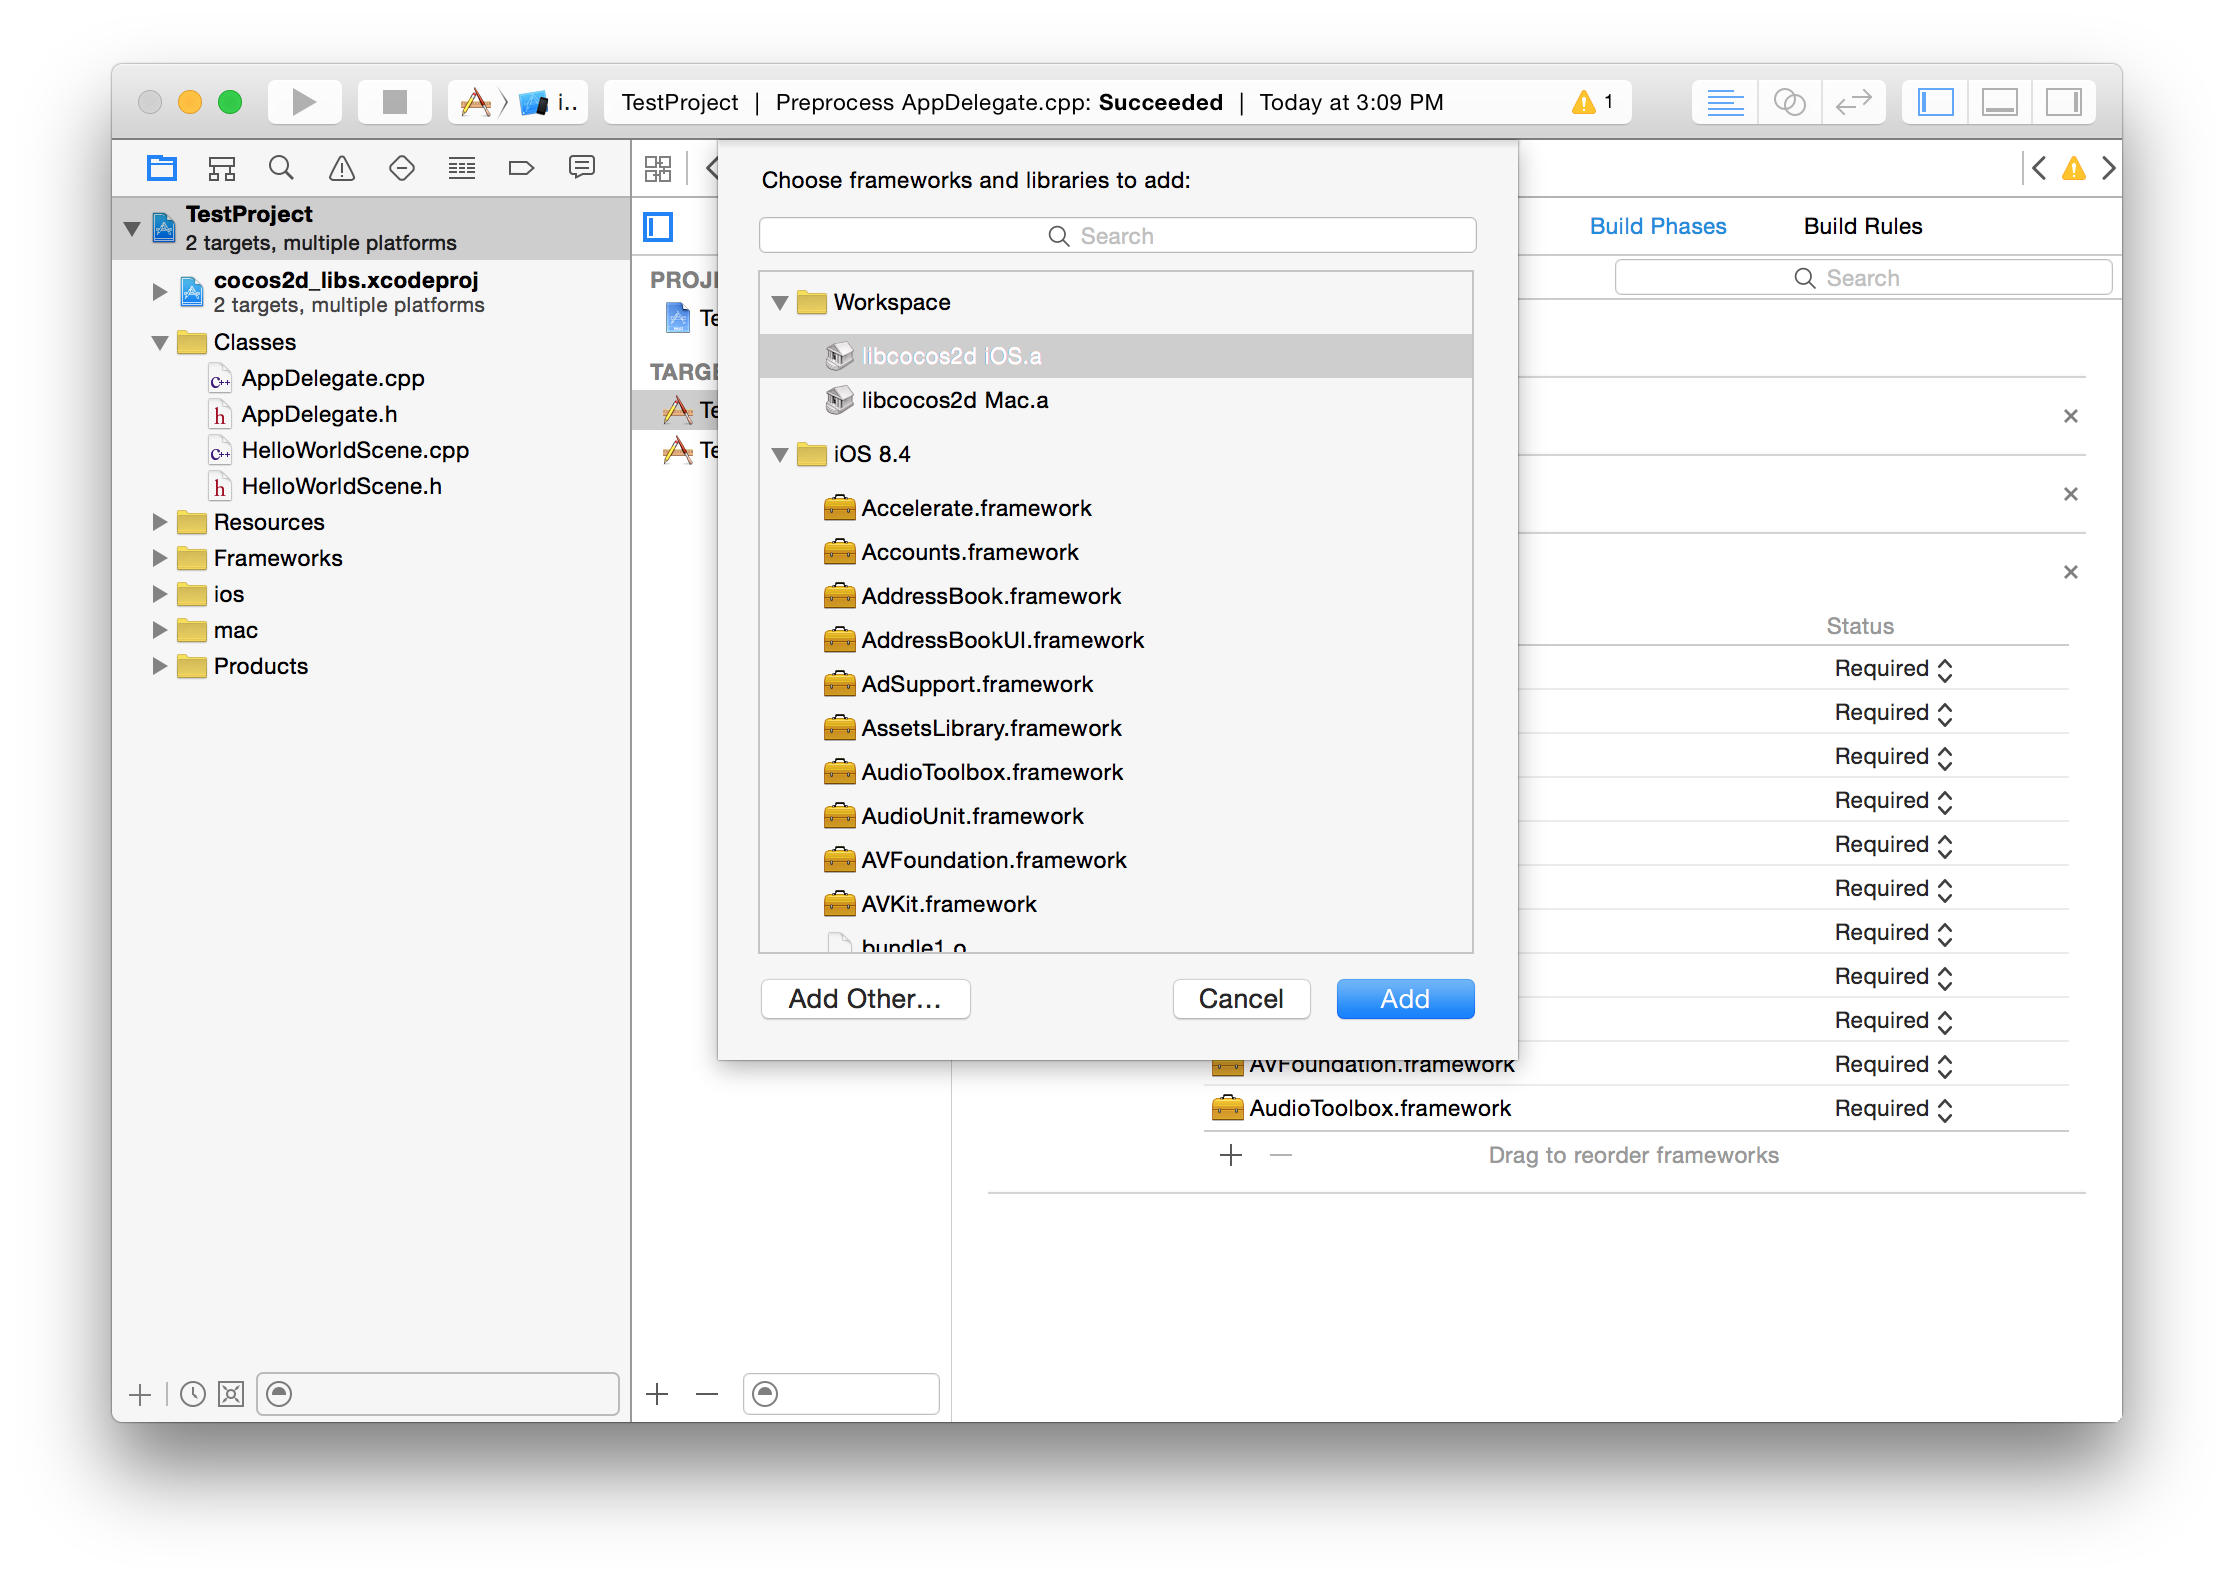 i..
TestProject | Preprocess AppDelegate.cpp: Succeeded | Today at 3:09 PM
1
TestProject
2 targets, multiple platforms
cocos2d_libs.xcodeproj
2 targets, multiple platforms
Classes
AppDelegate.cpp
AppDelegate.h
HelloWorldScene.cpp
HelloWorldScene.h
Resources
Frameworks
ios
mac
Products
Choose frameworks and libraries to add:
Search
Workspace
libcocos2d iOS.a
libcocos2d Mac.a
iOS 8.4
Accelerate.framework
Accounts.framework
AddressBook.framework
AddressBookUI.framework
AdSupport.framework
AssetsLibrary.framework
AudioToolbox.framework
AudioUnit.framework
AVFoundation.framework
AVKit.framework
bundle1.o
Add Other...
Cancel
Add
Build Phases
Build Rules
Search
Status
Required
Required
Required
Required
Required
Required
Required
Required
Required
AVFoundation.framework Required
AudioToolbox.framework Required
Drag to reorder frameworks